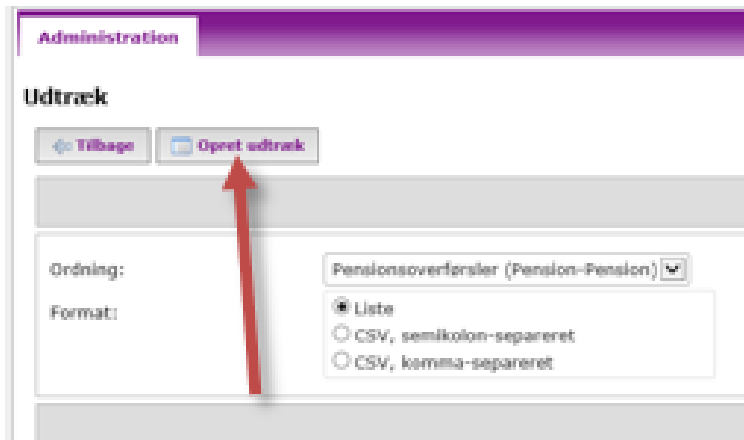 Administration
Udtræk
Tilbage
Opret udtræk
Ordning:
Pensionsoverførsler (Pension-Pension)
Format:
Liste
CSV, semikolon-separeret
CSV, komma-separeret